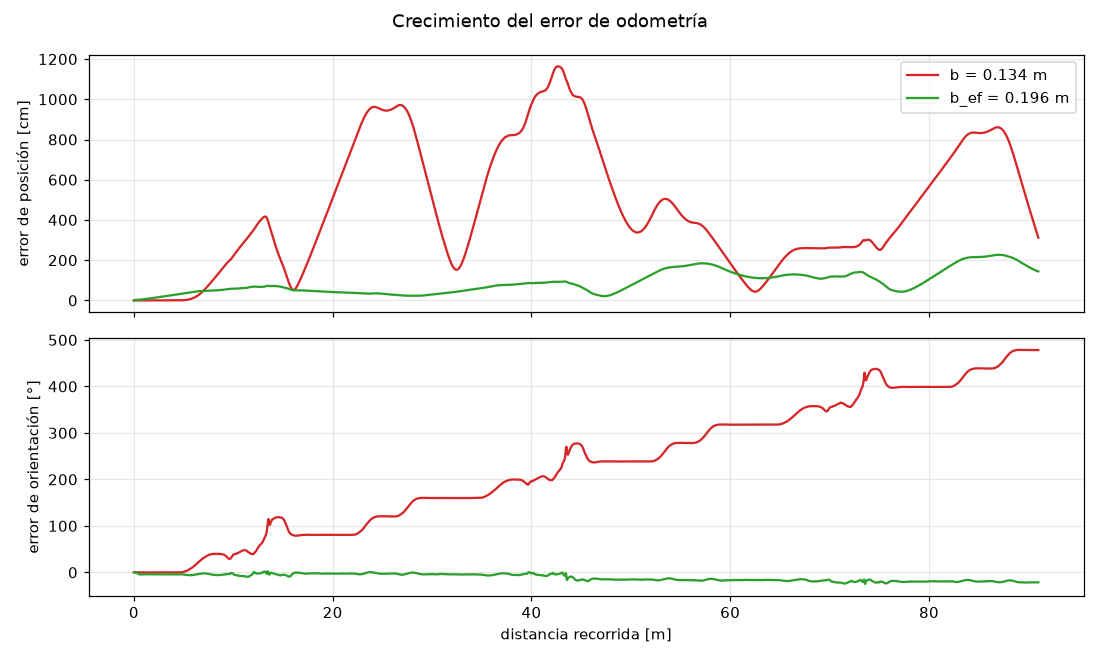 Crecimiento del error de odometría
b = 0.134 m
b_ef = 0.196 m
error de posición [cm]
1200
1000
800
600
400
200
0
error de orientación [°]
500
400
300
200
100
0
0 20 40 60 80
distancia recorrida [m]